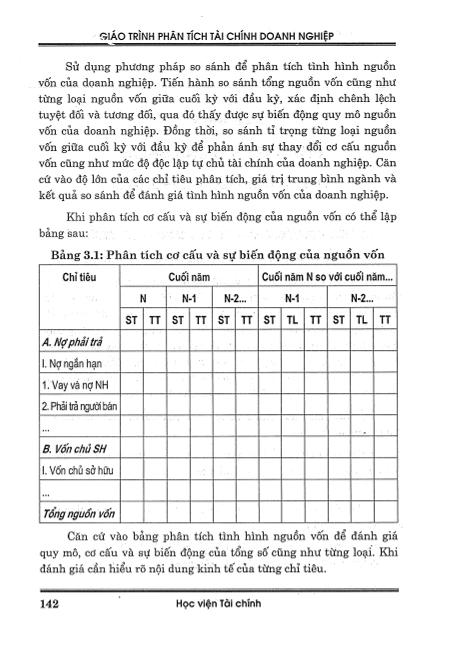 GIÁO TRÌNH PHÂN TÍCH TÀI CHÍNH DOANH NGHIỆP
Sử dụng phương pháp so sánh để phân tích tình hình nguồn
vốn của doanh nghiệp. Tiến hành so sánh tổng nguồn vốn cũng như
từng loại nguồn vốn giữa cuối kỳ với đầu kỳ, xác định chênh lệch
tuyệt đối và tương đối, qua đó thấy được sự biến động quy mô nguồn
vốn của doanh nghiệp. Đồng thời, so sánh tỉ trọng từng loại nguồn
vốn giữa cuối kỳ với đầu kỳ để phản ánh sự thay đổi cơ cấu nguồn
vốn cũng như mức độ độc lập tự chủ tài chính của doanh nghiệp. Căn
cứ vào độ lớn của các chỉ tiêu phân tích, giá trị trung bình ngành và
kết quả so sánh để đánh giá tình hình nguồn vốn của doanh nghiệp.
Khi phân tích cơ cấu và sự biến động của nguồn vốn có thể lập
bảng sau:
Bảng 3.1: Phân tích cơ cấu và sự biến động của nguồn vốn
Chỉ tiêu Cuối năm Cuối năm N so với cuối năm...
N N-1 N-2... N-1 N-2...
ST TT ST TT ST TT ST TL TT ST TL TT
A. Nợ phải trả
I. Nợ ngắn hạn
1. Vay và nợ NH
2. Phải trả người bán
...
B. Vốn chủ SH
I. Vốn chủ sở hữu
...
Tổng nguồn vốn
Căn cứ vào bảng phân tích tình hình nguồn vốn để đánh giá
quy mô, cơ cấu và sự biến động của tổng số cũng như từng loại. Khi
đánh giá cần hiểu rõ nội dung kinh tế của từng chỉ tiêu.
142 Học viện Tài chính